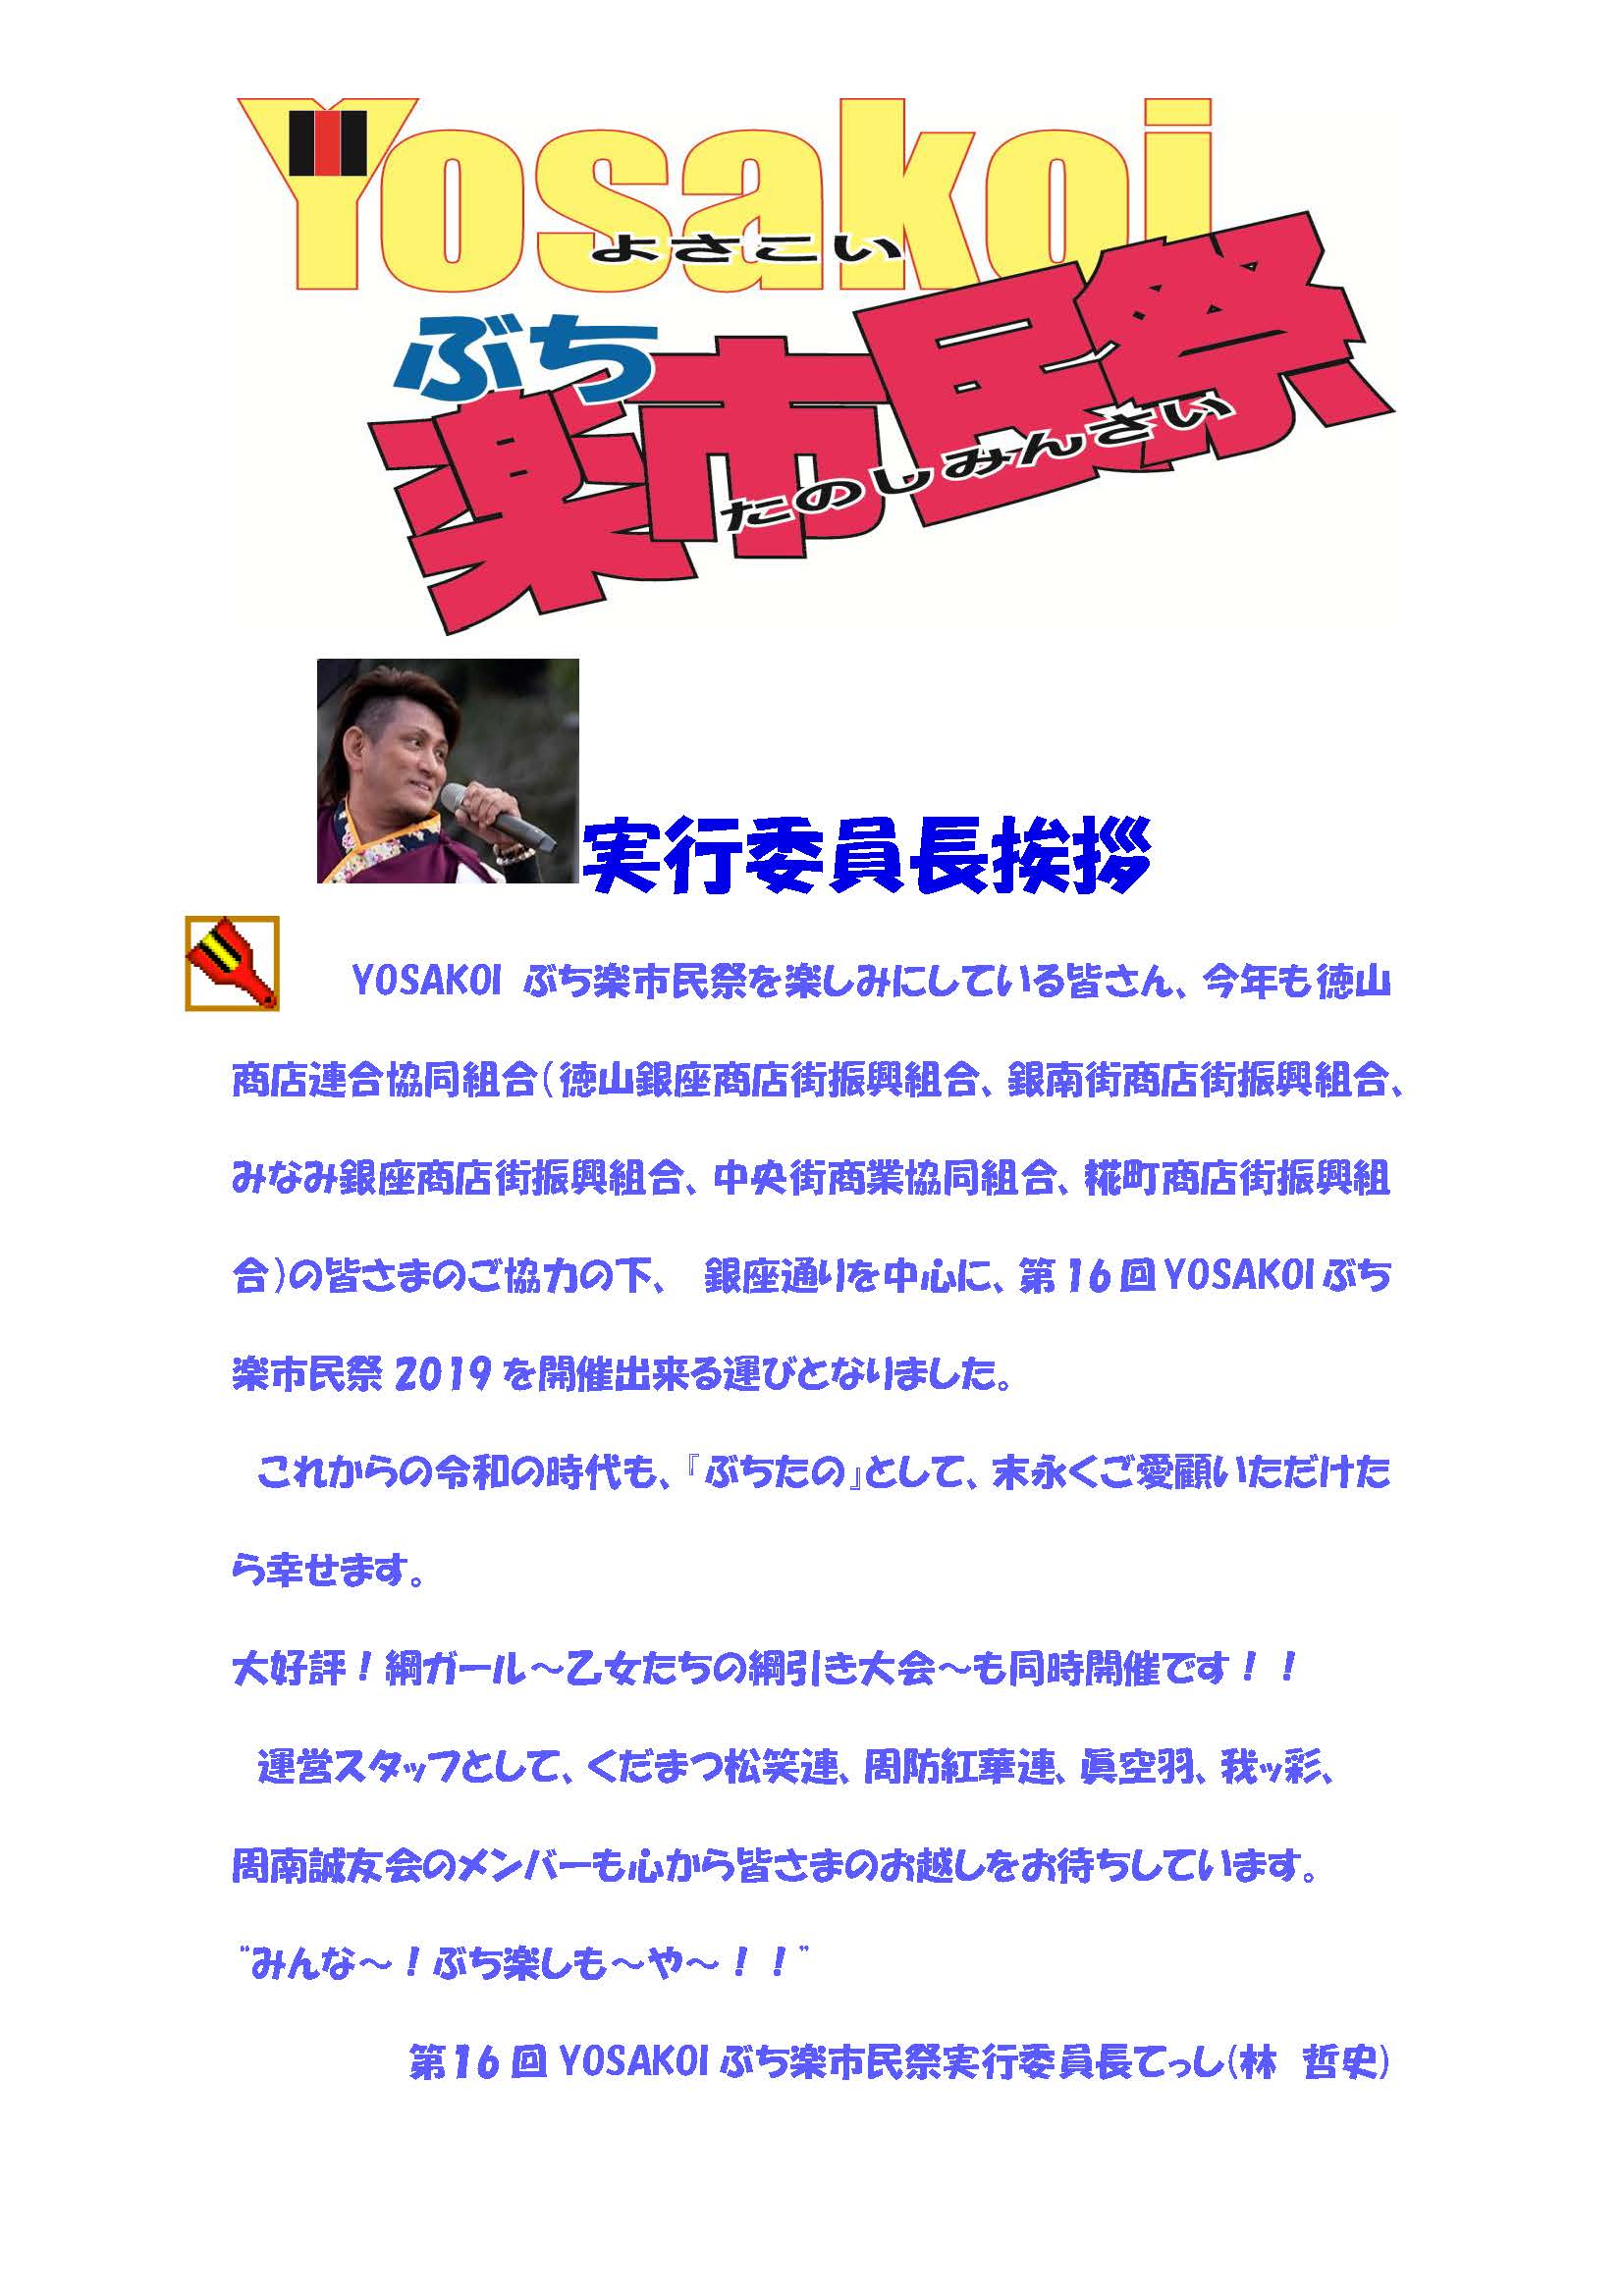 Yosakoi
よさこい
ぶち
楽市民祭
たのしみんさい
実行委員長挨拶
YOSAKOI ぶち楽市民祭を楽しみにしている皆さん、今年も徳山
商店連合協同組合(徳山銀座商店街振興組合、銀南街商店街振興組合、
みなみ銀座商店街振興組合、中央街商業協同組合、糀町商店街振興組
合)の皆さまのご協力の下、 銀座通りを中心に、第16回YOSAKOIぶち
楽市民祭2019を開催出来る運びとなりました。
これからの令和の時代も、『ぶちたの』として、末永くご愛顧いただけた
ら幸せます。
大好評!綱ガール~乙女たちの綱引き大会~も同時開催です!!
運営スタッフとして、くだまつ松笑連、周防紅華連、眞空羽、我ッ彩、
周南誠友会のメンバーも心から皆さまのお越しをお待ちしています。
"みんな~!ぶち楽しも~や~!!"
第16回YOSAKOIぶち楽市民祭実行委員長てっし(林 哲史)